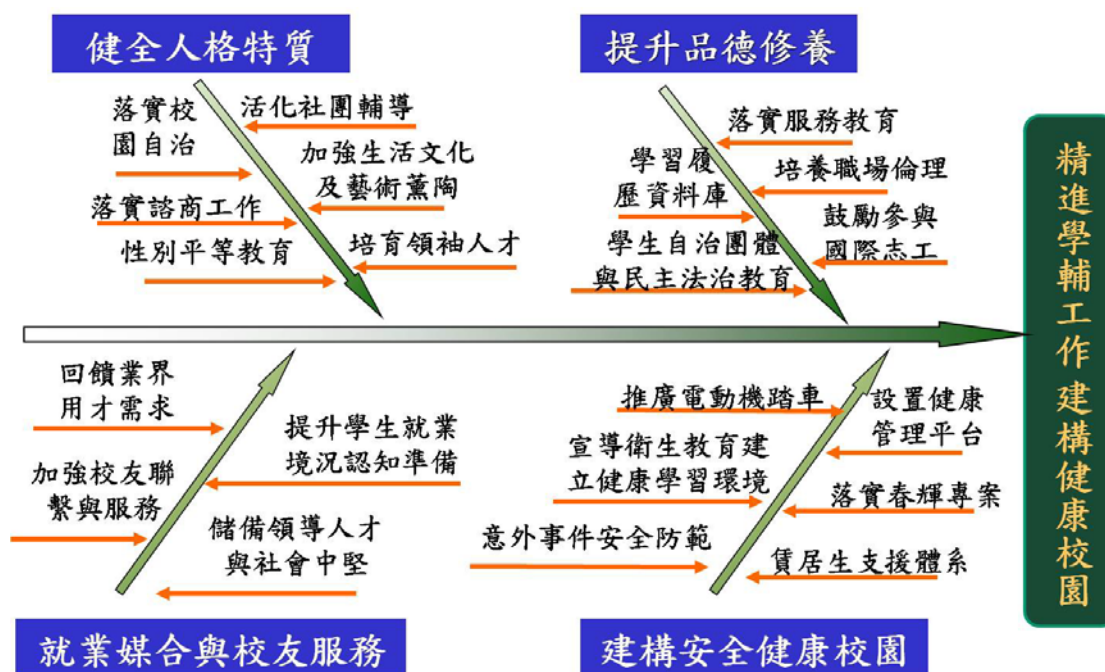 健全人格特質
落實校
園自治
活化社團輔導
加強生活文化
及藝術薰陶
落實諮商工作
性別平等教育
培育領袖人才
提升品德修養
落實服務教育
學習履
歷資料庫
培養職場倫理
鼓勵參與
國際志工
學生自治團體
與民主法治教育
精進學輔工作 建構健康校園
回饋業界
用才需求
提升學生就業
境況認知準備
加強校友聯
繫與服務
儲備領導人才
與社會中堅
就業媒合與校友服務
推廣電動機踏車
設置健康
管理平台
宣導衛生教育建
立健康學習環境
落實春輝專案
意外事件安全防範
賃居生支援體系
建構安全健康校園